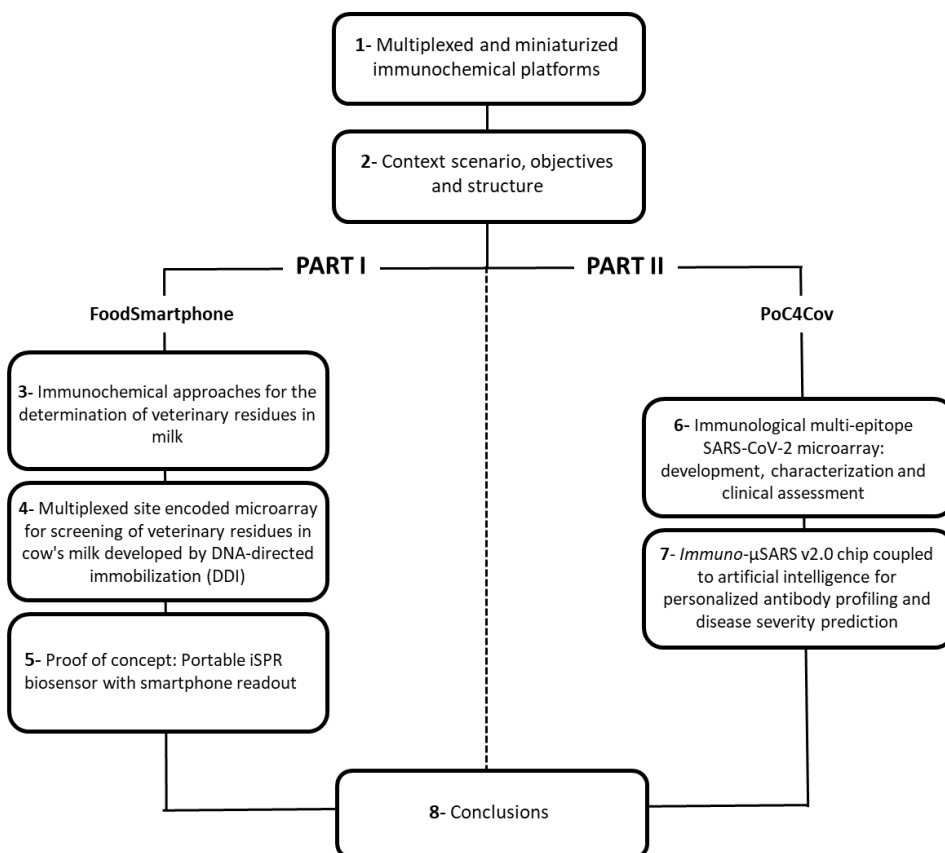 1- Multiplexed and miniaturized
immunochemical platforms
2- Context scenario, objectives
and structure
PART I
PART II
FoodSmartphone
PoC4Cov
3- Immunochemical approaches for the
determination of veterinary residues in
milk
4- Multiplexed site encoded microarray
for screening of veterinary residues in
cow's milk developed by DNA-directed
immobilization (DDI)
5- Proof of concept: Portable iSPR
biosensor with smartphone readout
6- Immunological multi-epitope
SARS-CoV-2 microarray:
development, characterization and
clinical assessment
7- Immuno-µSARS v2.0 chip coupled
to artificial intelligence for
personalized antibody profiling and
disease severity prediction
8- Conclusions